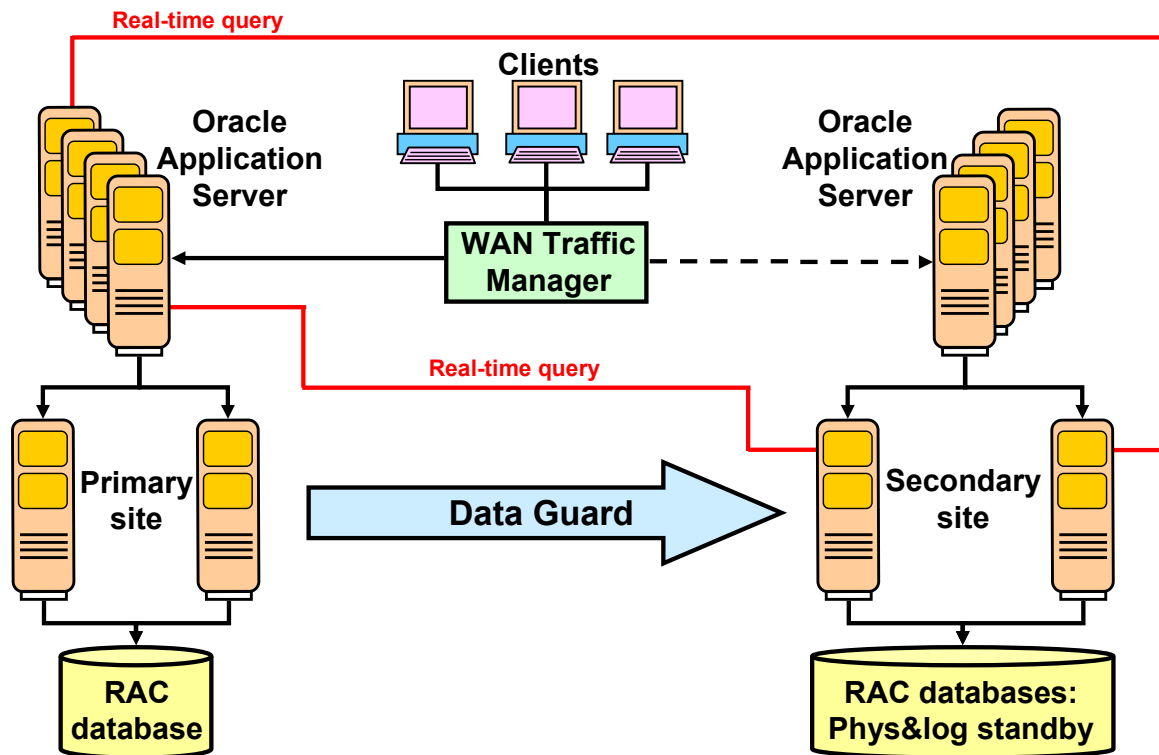 Real-time query
Clients
Oracle
Application
Server
Oracle
Application
Server
WAN Traffic
Manager
Real-time query
Primary
site
Data Guard
Secondary
site
RAC
database
RAC databases:
Phys&log standby